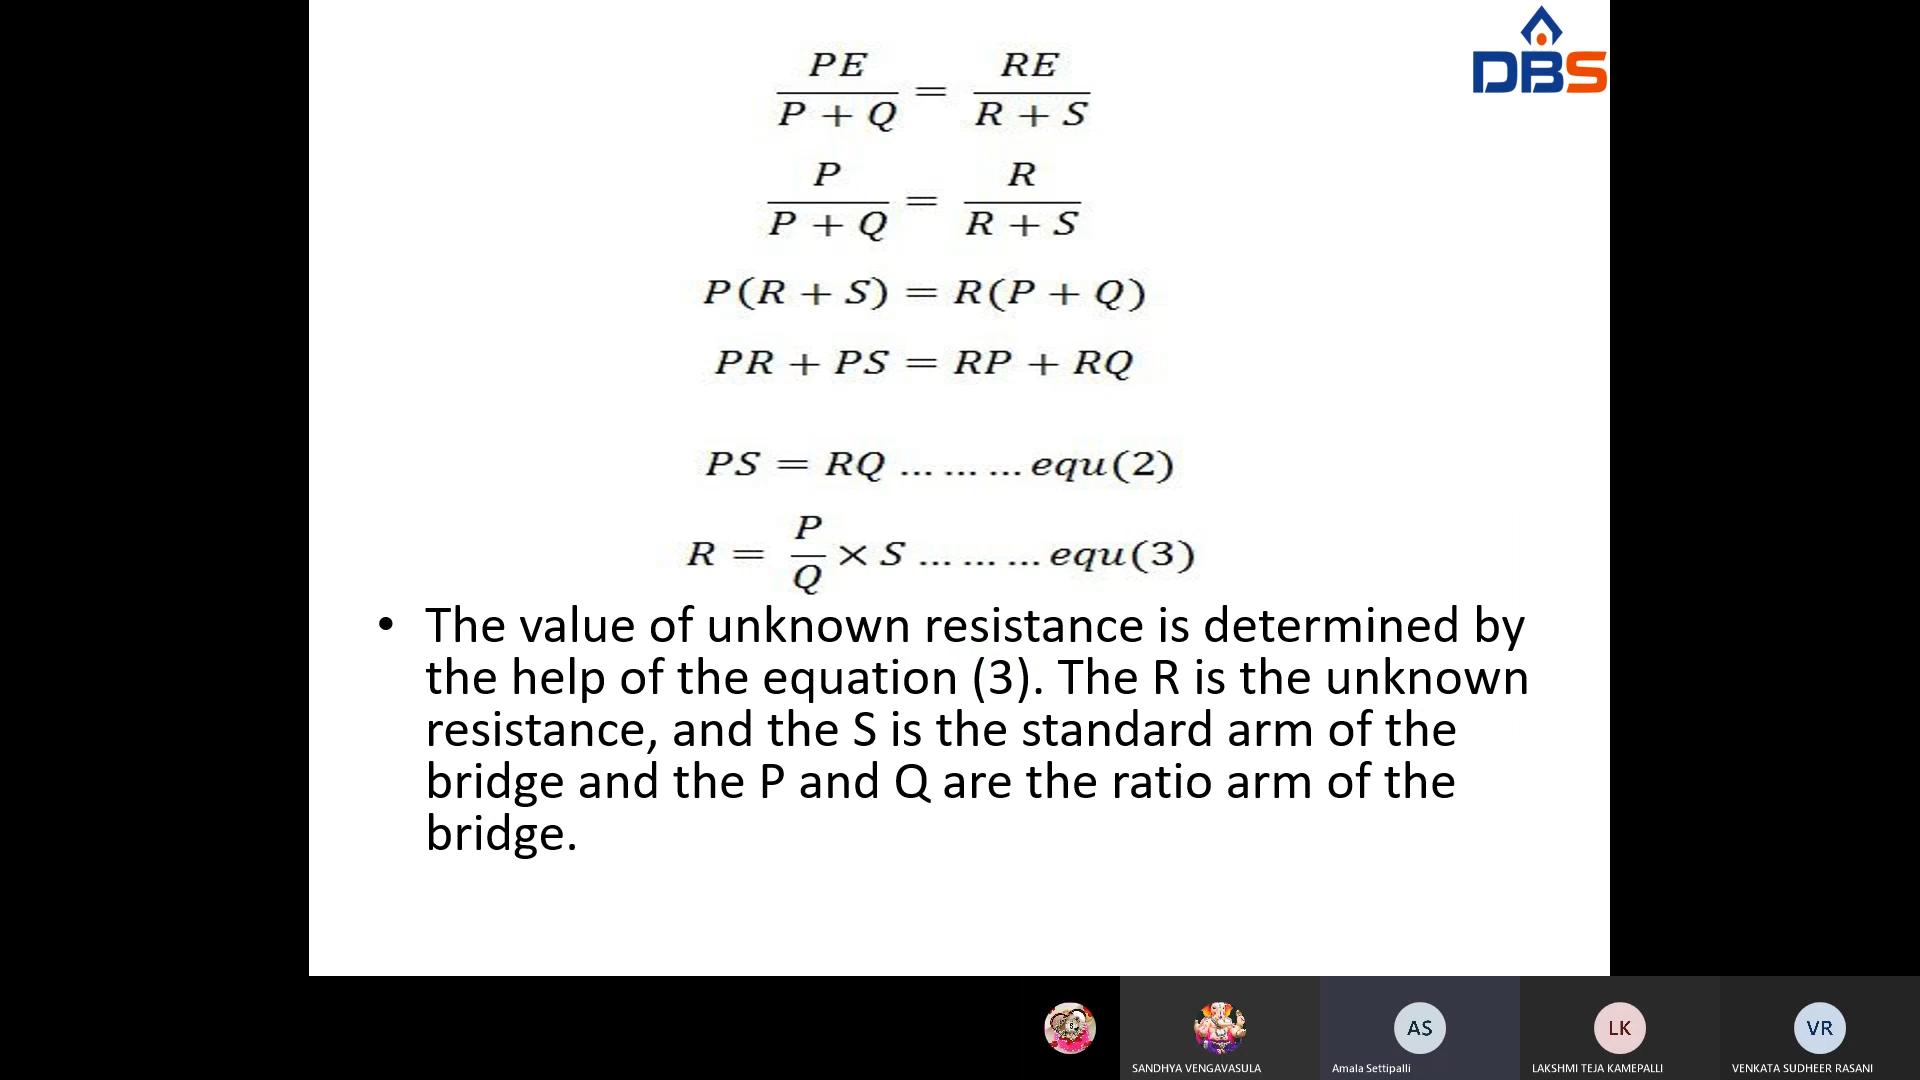 DBS
PE / P + Q = RE / R + S
P / P + Q = R / R + S
P(R + S) = R(P + Q)
PR + PS = RP + RQ
PS = RQ ... ... ... equ(2)
R = P / Q × S ... ... ... equ(3)
• The value of unknown resistance is determined by
the help of the equation (3). The R is the unknown
resistance, and the S is the standard arm of the
bridge and the P and Q are the ratio arm of the
bridge.
AS
LK
VR
SANDHYA VENGAVASULA
Amala Settipalli
LAKSHMI TEJA KAMEPALLI
VENKATA SUDHEER RASANI